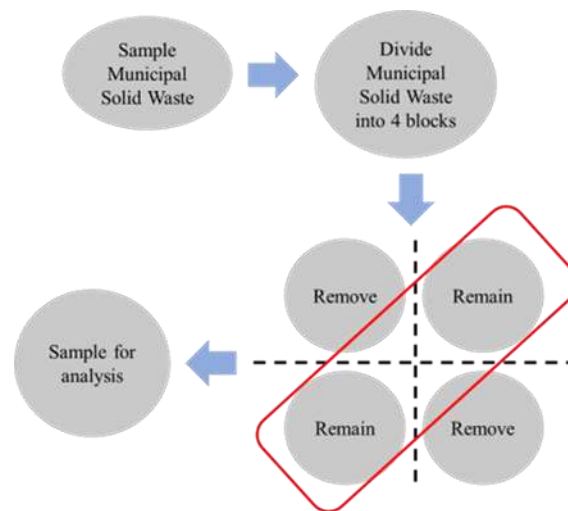 Sample
Municipal
Solid Waste
Divide
Municipal
Solid Waste
into 4 blocks
Remove
Remain
Sample for
analysis
Remain
Remove